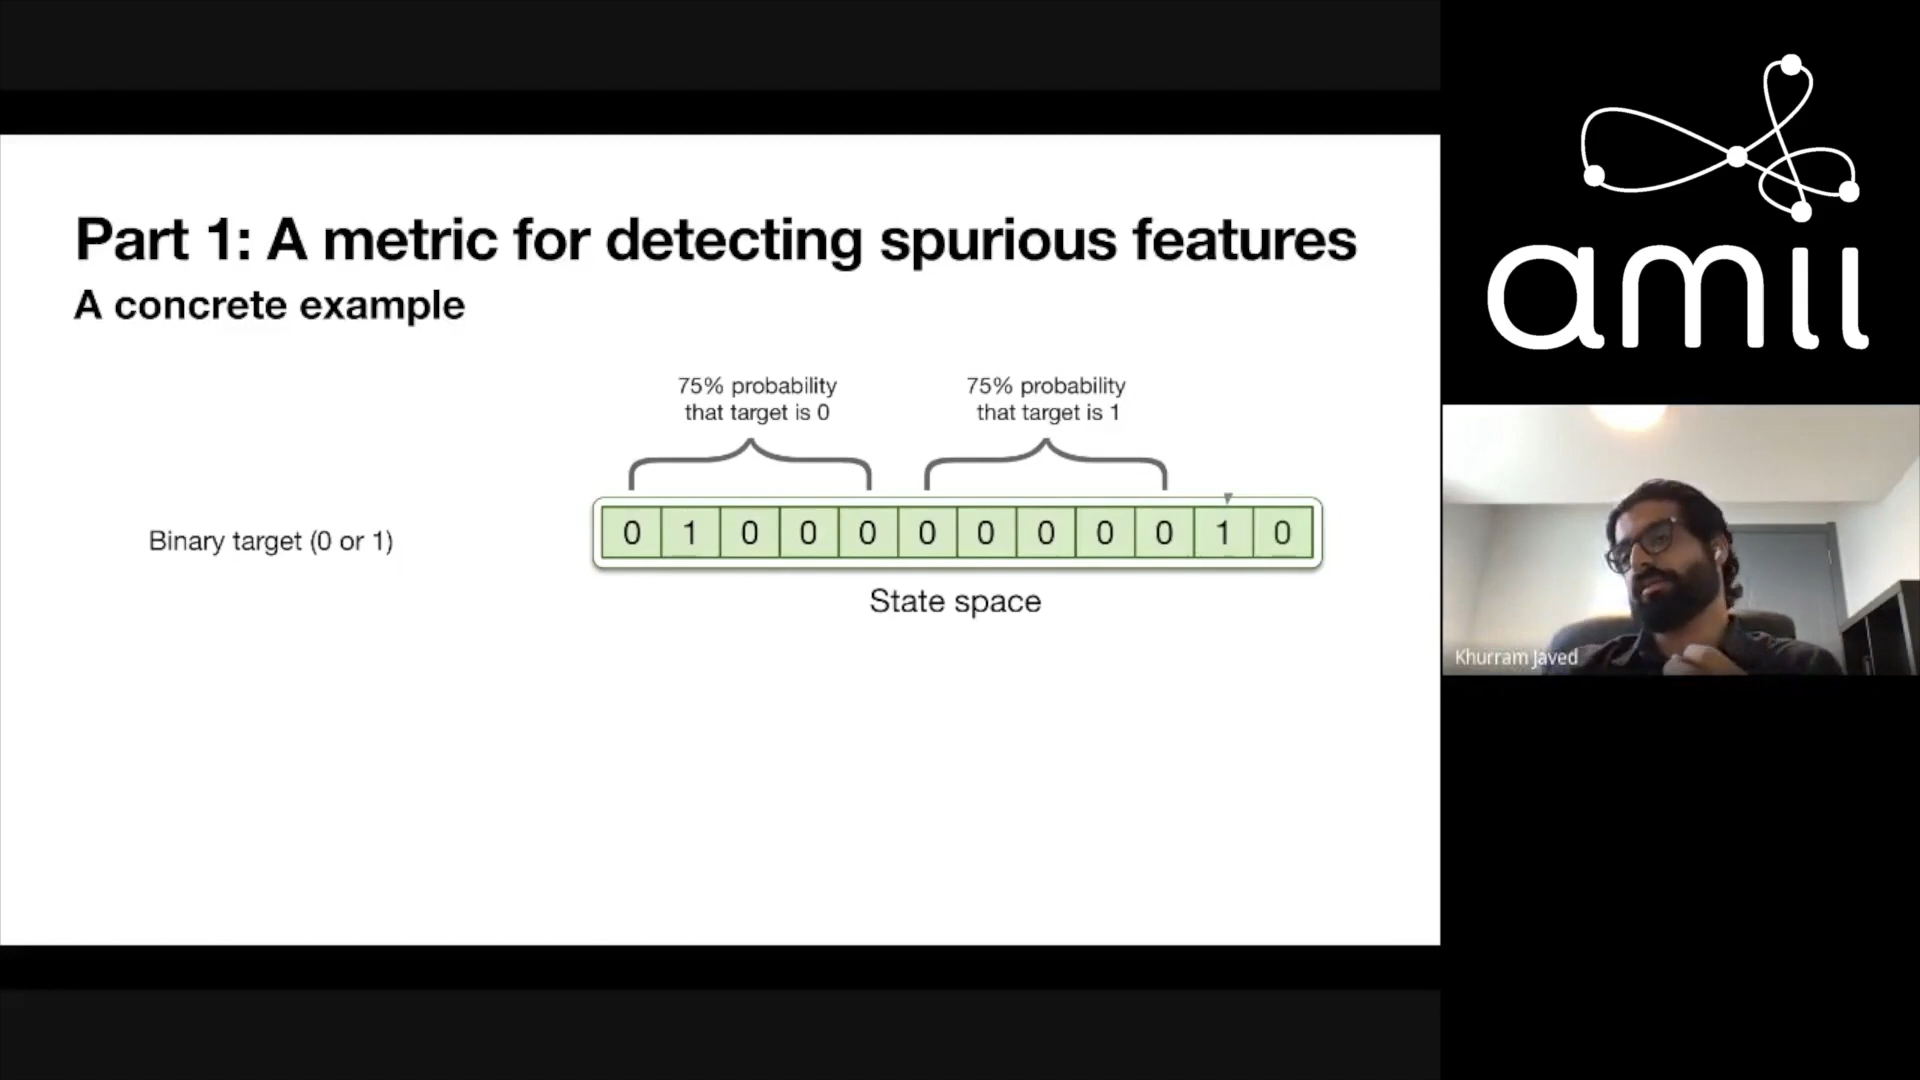 Part 1: A metric for detecting spurious features
A concrete example
75% probability
that target is 0
75% probability
that target is 1
Binary target (0 or 1)
0 1 0 0 0 0 0 0 0 0 1 0
State space
amii
Khurram Javed